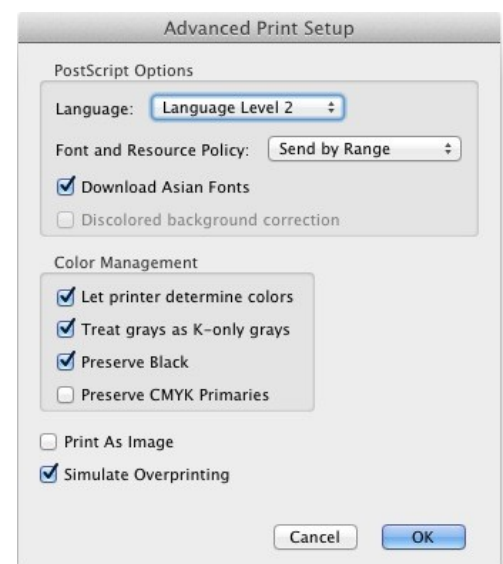 Advanced Print Setup
PostScript Options
Language: Language Level 2
Font and Resource Policy: Send by Range
Download Asian Fonts
Discolored background correction
Color Management
Let printer determine colors
Treat grays as K-only grays
Preserve Black
Preserve CMYK Primaries
Print As Image
Simulate Overprinting
Cancel OK